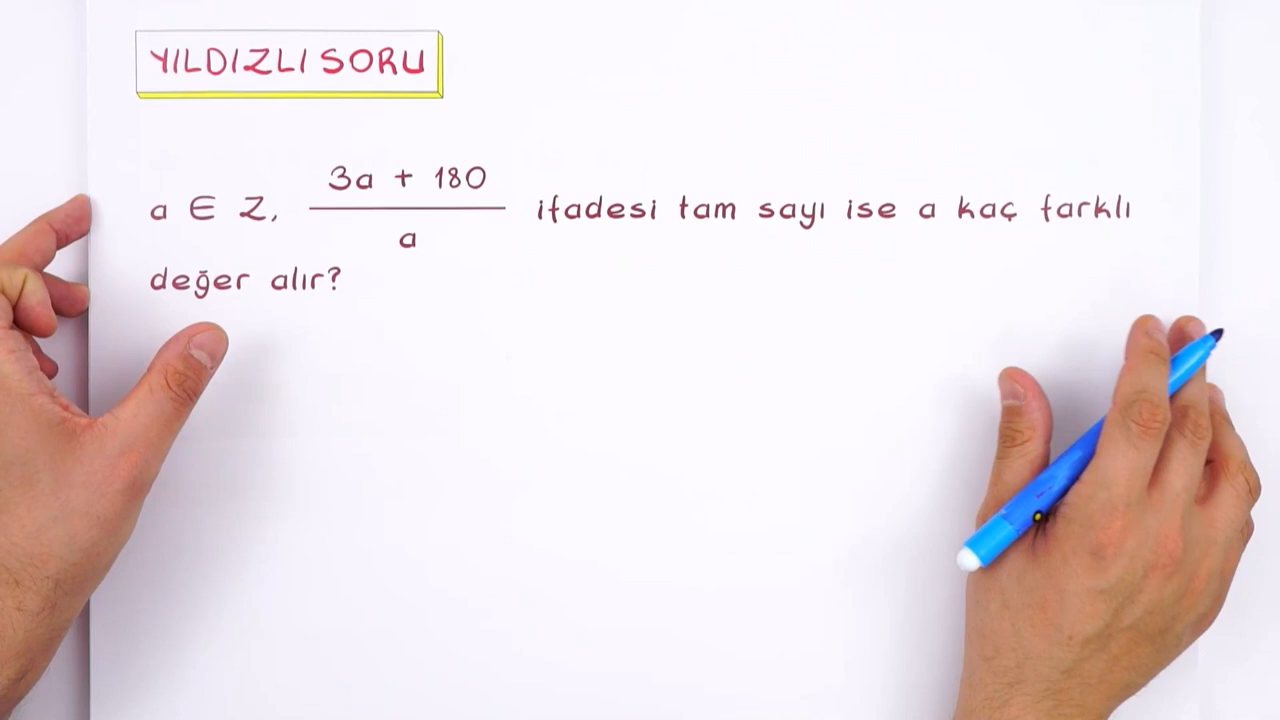 YILDIZLI SORU
3a + 180
a ∈ Z, ifadesi tam sayı ise a kaç farklı
a
değer alır?